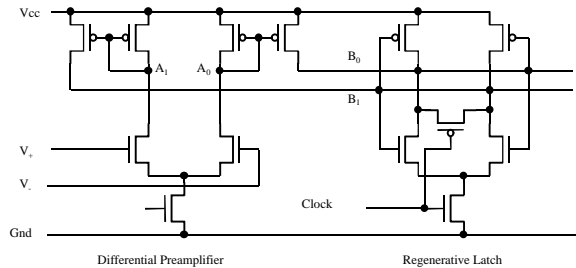 Vcc
A1
A0
B0
B1
V+
V-
Clock
Gnd
Differential Preamplifier
Regenerative Latch